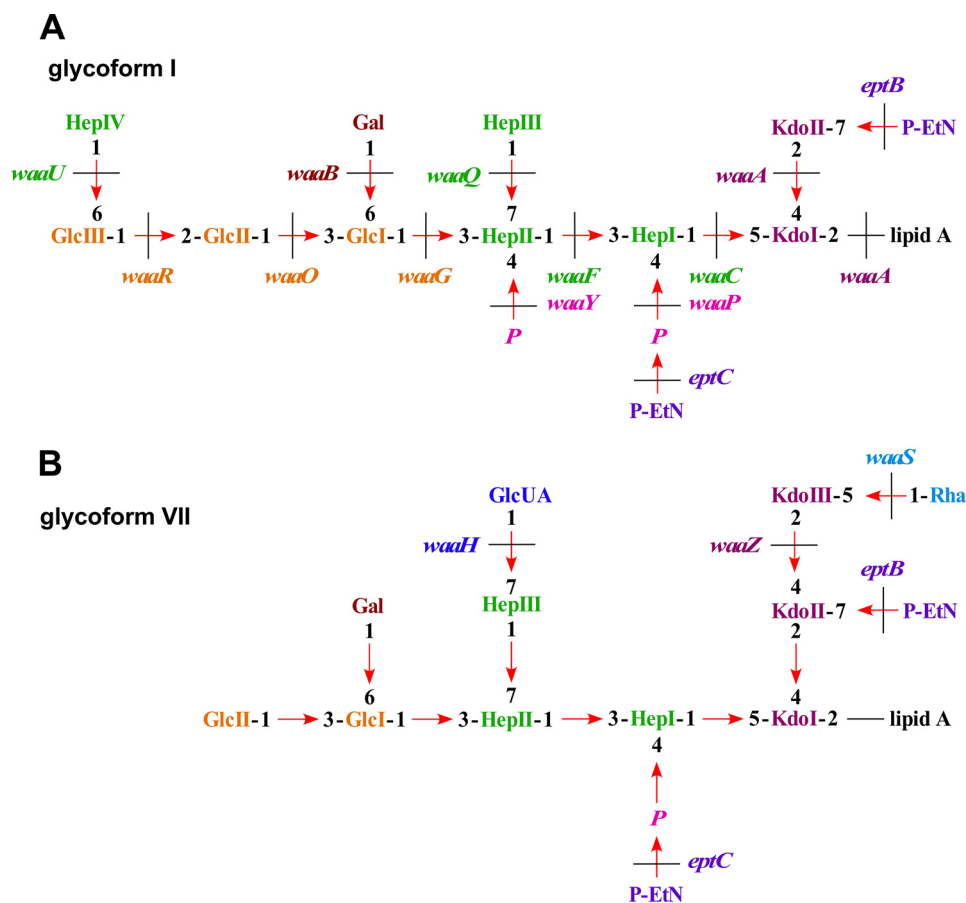 A
glycoform I
eptB
HepIV Gal HepIII KdoII-7 P-EtN
1 1 1 2
waaU waaB waaQ waaA
6 6 7 4
GlcIII-1 2-GlcII-1 3-GlcI-1 3-HepII-1 3-HepI-1 5-KdoI-2 lipid A
4 4
waaR waaO waaG waaF waaC waaA
waaY waaP
P P
eptC
P-EtN
B
waaS
glycoform VII
GlcUA KdoIII-5 1-Rha
1 2
waaH waaZ
7 4 eptB
Gal HepIII KdoII-7 P-EtN
1 1 2
6 7 4
GlcII-1 3-GlcI-1 3-HepII-1 3-HepI-1 5-KdoI-2 lipid A
4
P
eptC
P-EtN